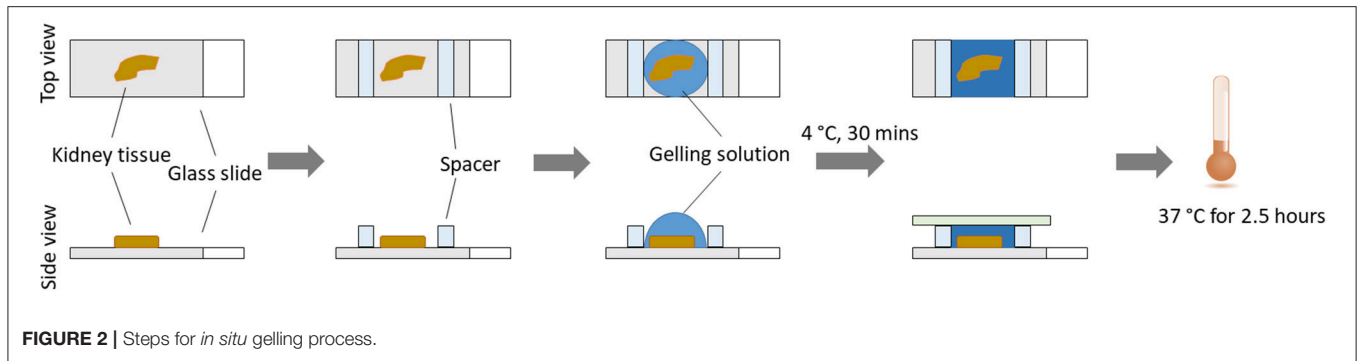 Top view
Kidney tissue
Glass slide
Spacer
Gelling solution
4 °C, 30 mins
37 °C for 2.5 hours
Side view
FIGURE 2 | Steps for in situ gelling process.